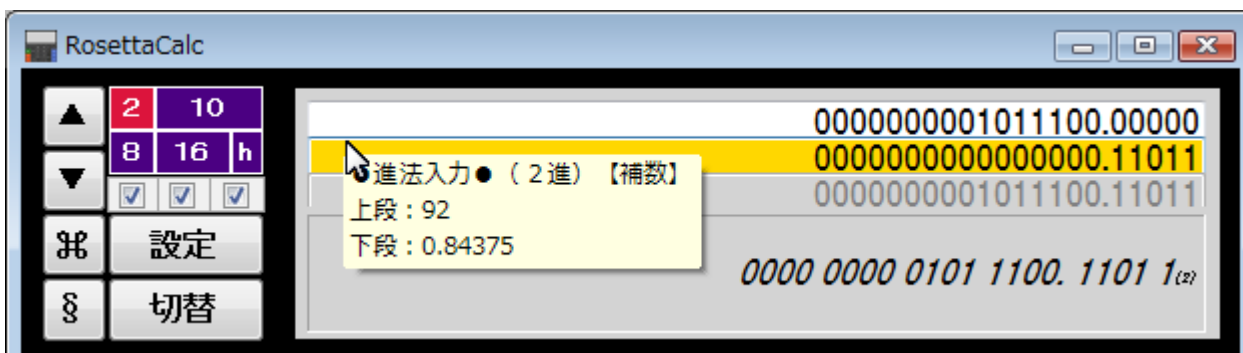 RosettaCalc
▲ 2 10
8 16 h
▼
⌘ 設定
§ 切替
0000000001011100.00000
0000000000000000.11011
0000000001011100.11011
進法入力●（２進）【補数】
上段：92
下段：0.84375
0000 0000 0101 1100. 1101 1(2)